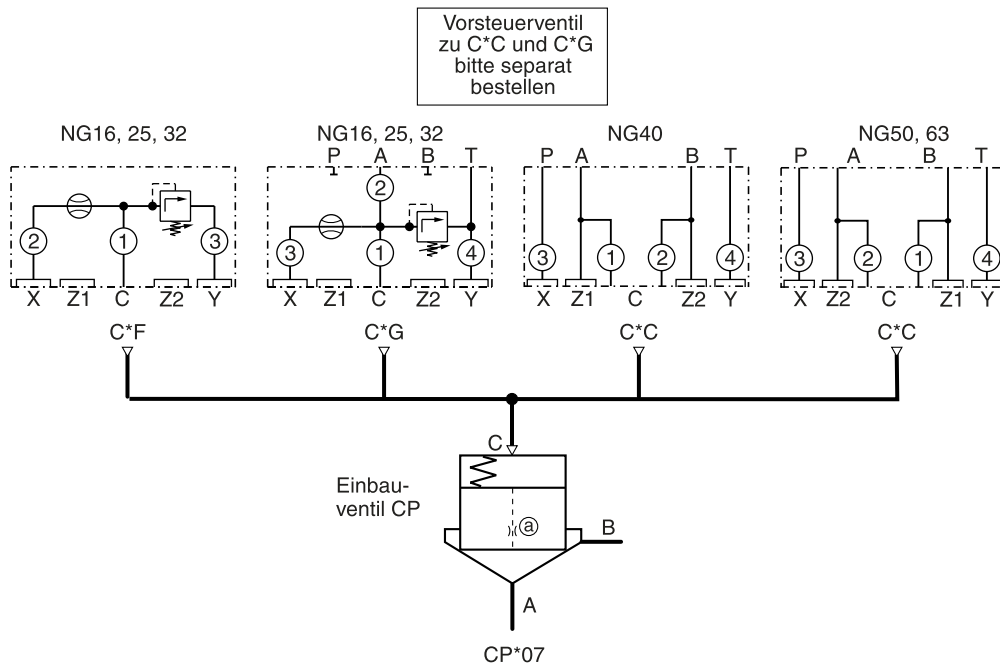 Vorsteuerventil
zu C*C und C*G
bitte separat
bestellen
NG16, 25, 32
NG16, 25, 32
NG40
NG50, 63
P A B T
P A B T
P A B T
2 1 3
2 3 1 4
3 1 2 4
3 2 1 4
X Z1 C Z2 Y
X Z1 C Z2 Y
X Z1 C Z2 Y
X Z2 C Z1 Y
C*F
C*G
C*C
C*C
C
Einbau-
ventil CP
a
B
A
CP*07